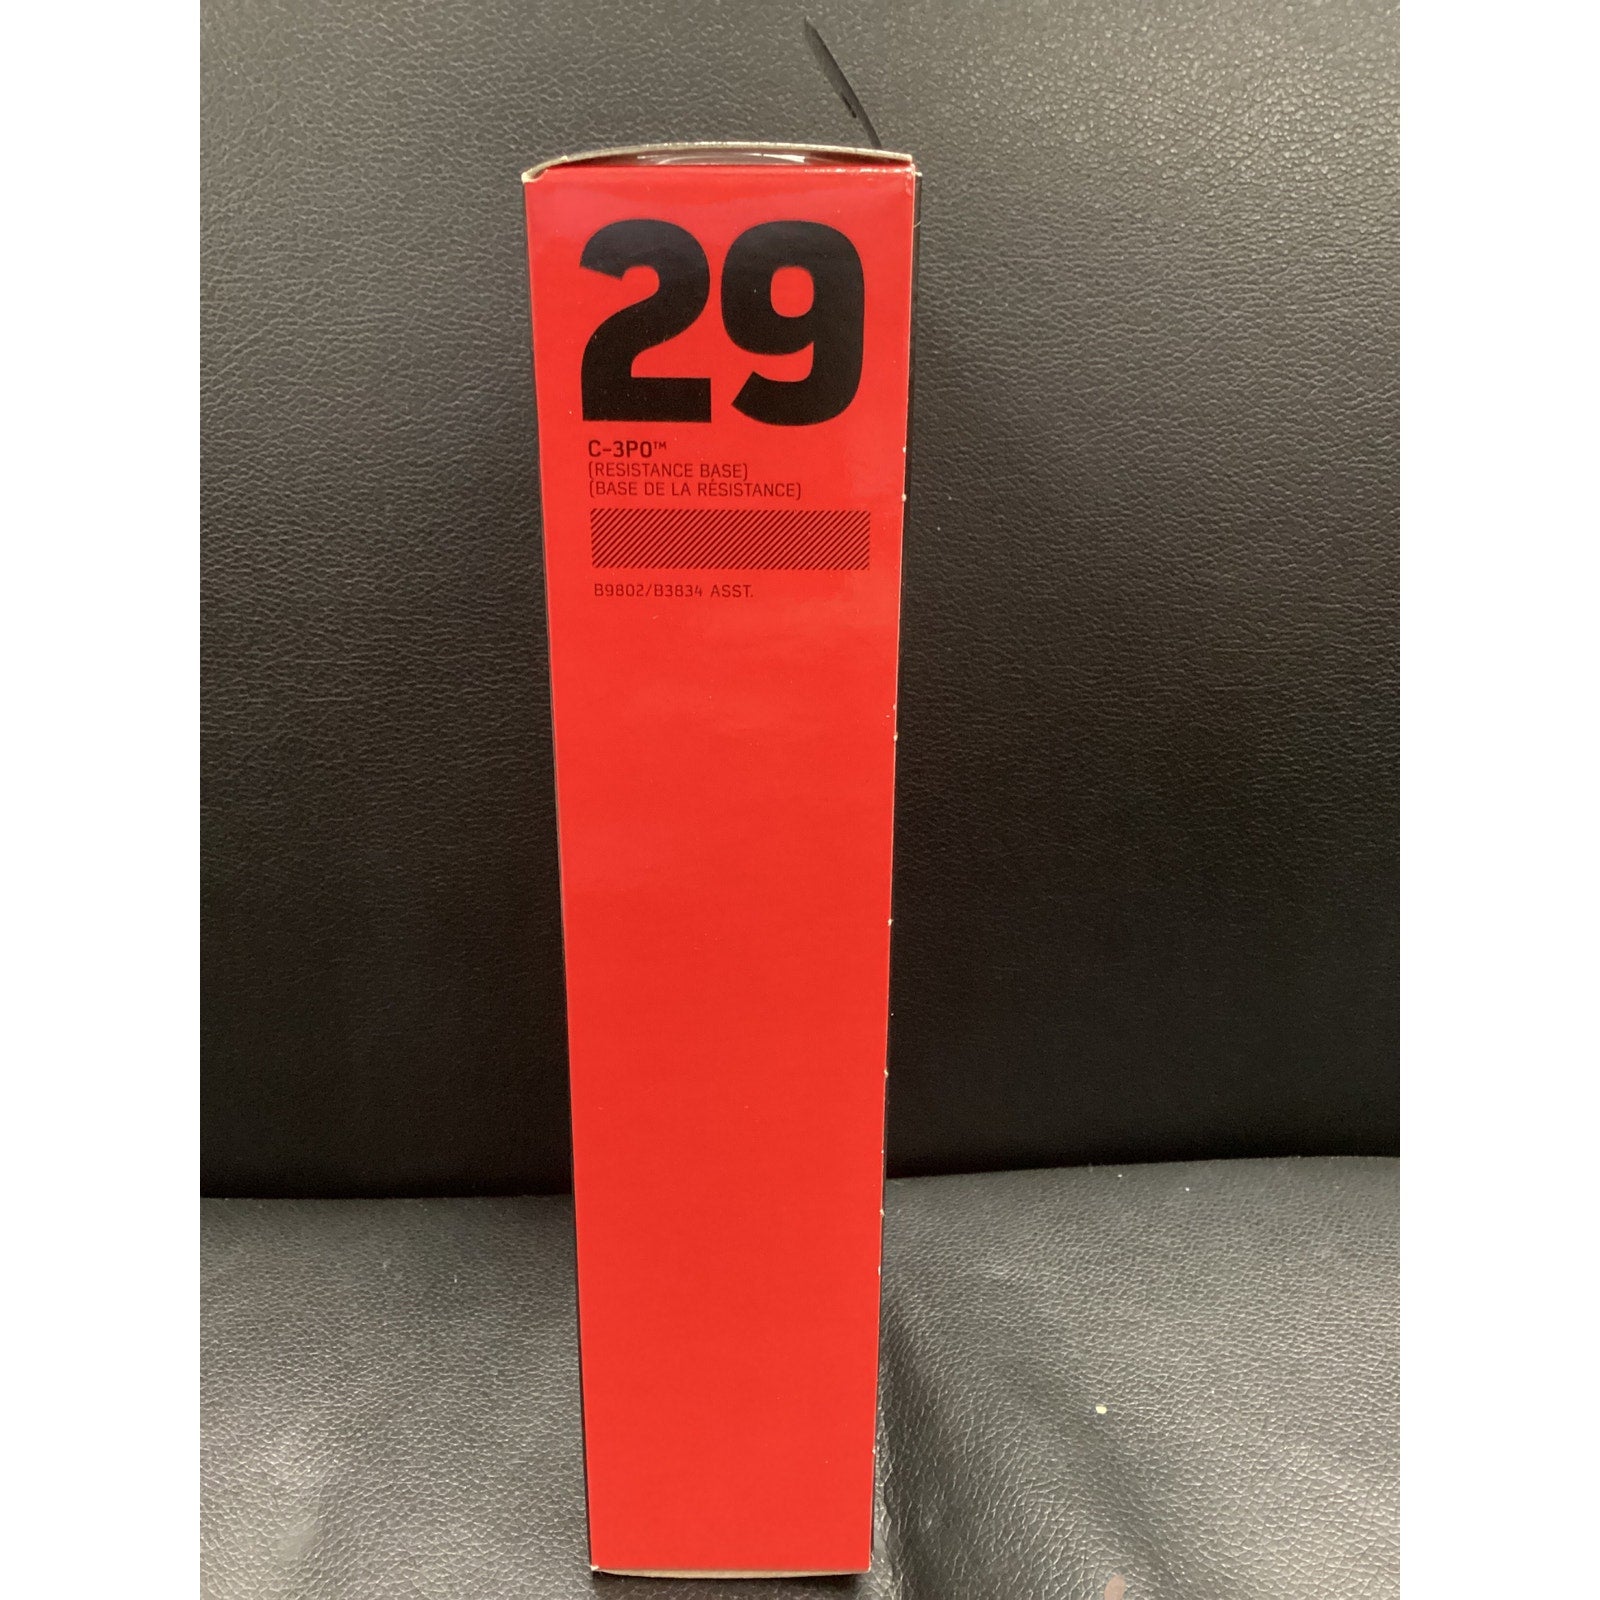 29
C-3PO™
(RESISTANCE BASE)
(BASE DE LA RÉSISTANCE)
B9802/B3834 ASST.